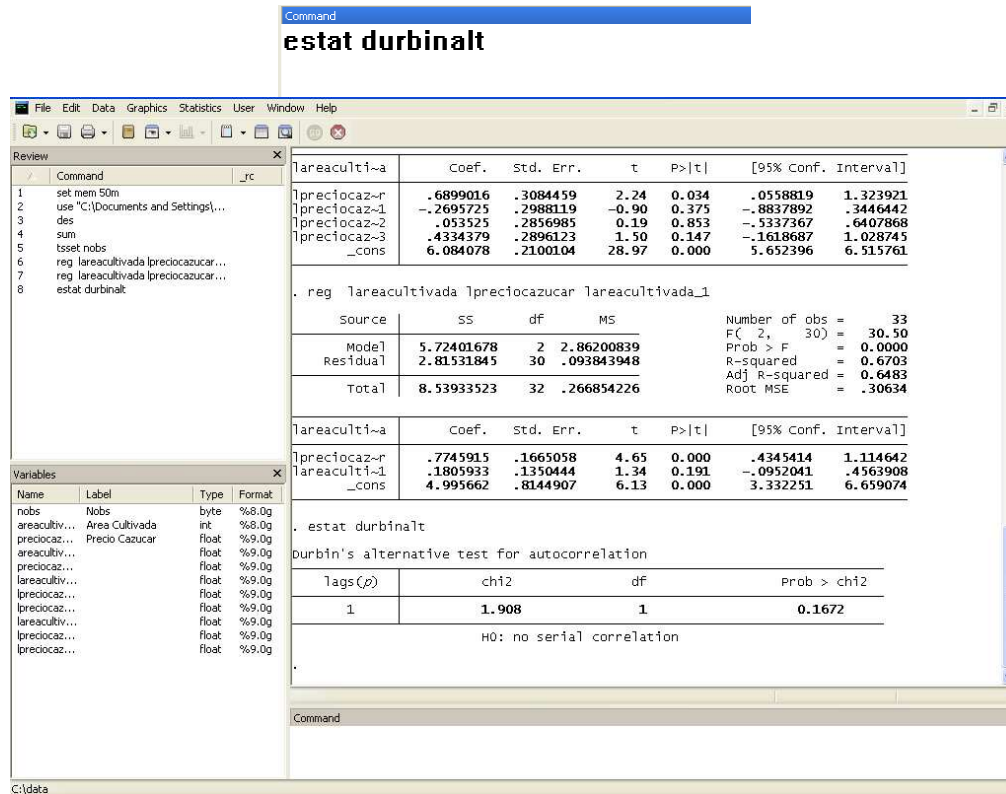 Command
estat durbinalt
File Edit Data Graphics Statistics User Window Help
Review
Command _rc
1 set mem 50m
2 use "C:\Documents and Settings\...
3 des
4 sum
5 tsset nobs
6 reg lareacultivada lpreciocazucar...
7 reg lareacultivada lpreciocazucar...
8 estat durbinalt
Variables
Name Label Type Format
nobs Nobs byte %8.0g
areacultiv... Area Cultivada int %8.0g
preciocaz... Precio Cazucar float %9.0g
areacultiv... float %9.0g
preciocaz... float %9.0g
lareacultiv... float %9.0g
lpreciocaz... float %9.0g
lpreciocaz... float %9.0g
lareacultiv... float %9.0g
lpreciocaz... float %9.0g
lpreciocaz... float %9.0g
lareaculti~a Coef. Std. Err. t P>|t| [95% Conf. Interval]
lpreciocaz~r .6899016 .3084459 2.24 0.034 .0558819 1.323921
lpreciocaz~1 -.2695725 .2988119 -0.90 0.375 -.8837892 .3446442
lpreciocaz~2 .053525 .2856985 0.19 0.853 -.5337367 .6407868
lpreciocaz~3 .4334379 .2896123 1.50 0.147 -.1618687 1.028745
_cons 6.084078 .2100104 28.97 0.000 5.652396 6.515761
. reg lareacultivada lpreciocazucar lareacultivada_1
Source SS df MS Number of obs = 33
F( 2, 30) = 30.50
Model 5.72401678 2 2.86200839 Prob > F = 0.0000
Residual 2.81531845 30 .093843948 R-squared = 0.6703
Adj R-squared = 0.6483
Total 8.53933523 32 .266854226 Root MSE = .30634
lareaculti~a Coef. Std. Err. t P>|t| [95% Conf. Interval]
lpreciocaz~r .7745915 .1665058 4.65 0.000 .4345414 1.114642
lareaculti~1 .1805933 .1350444 1.34 0.191 -.0952041 .4563908
_cons 4.995662 .8144907 6.13 0.000 3.332251 6.659074
. estat durbinalt
Durbin's alternative test for autocorrelation
lags(p) chi2 df Prob > chi2
1 1.908 1 0.1672
H0: no serial correlation
.
Command
C:\data